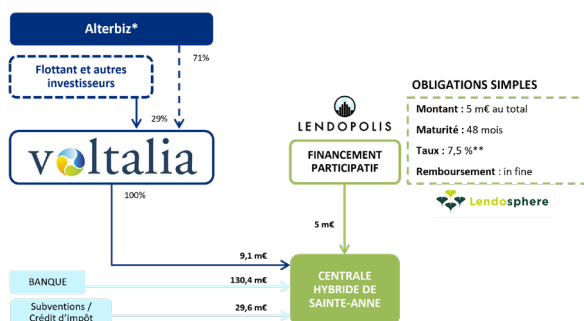 Alterbiz*
71%
Flottant et autres
investisseurs
29%
voltalia
100%
LENDOPOLIS
FINANCEMENT
PARTICIPATIF
OBLIGATIONS SIMPLES
Montant : 5 m€ au total
Maturité : 48 mois
Taux : 7,5 %**
Remboursement : in fine
Lendosphere
5 m€
9,1 m€
BANQUE
130,4 m€
Subventions /
Crédit d'impôt
29,6 m€
CENTRALE
HYBRIDE DE
SAINTE-ANNE